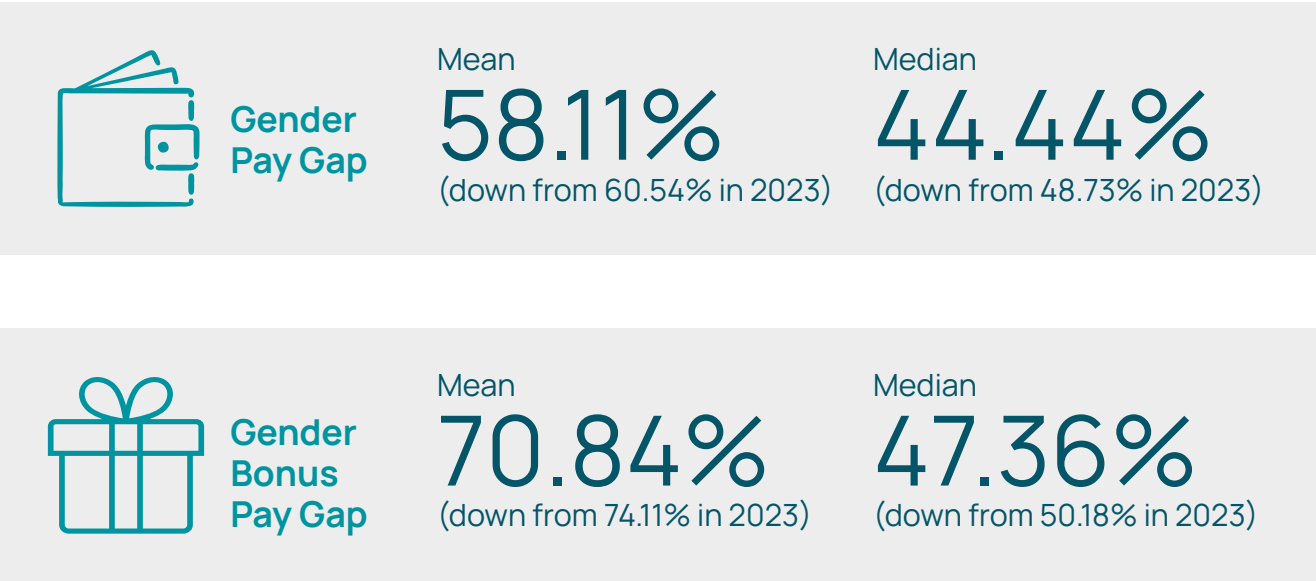 Gender
Pay Gap
Mean
58.11%
(down from 60.54% in 2023)
Median
44.44%
(down from 48.73% in 2023)
Gender
Bonus
Pay Gap
Mean
70.84%
(down from 74.11% in 2023)
Median
47.36%
(down from 50.18% in 2023)